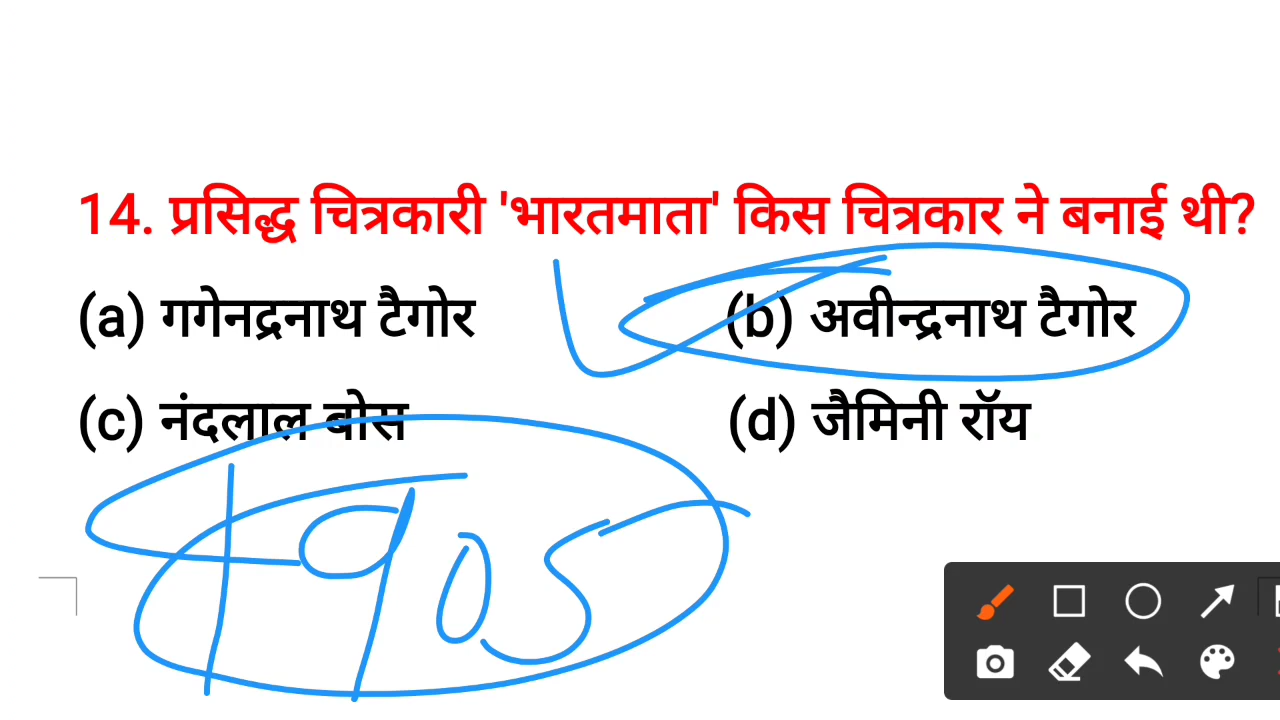 14. प्रसिद्ध चित्रकारी 'भारतमाता' किस चित्रकार ने बनाई थी?
(a) गगेनद्रनाथ टैगोर (b) अवीन्द्रनाथ टैगोर
(c) नंदलाल बोस (d) जैमिनी रॉय
1905